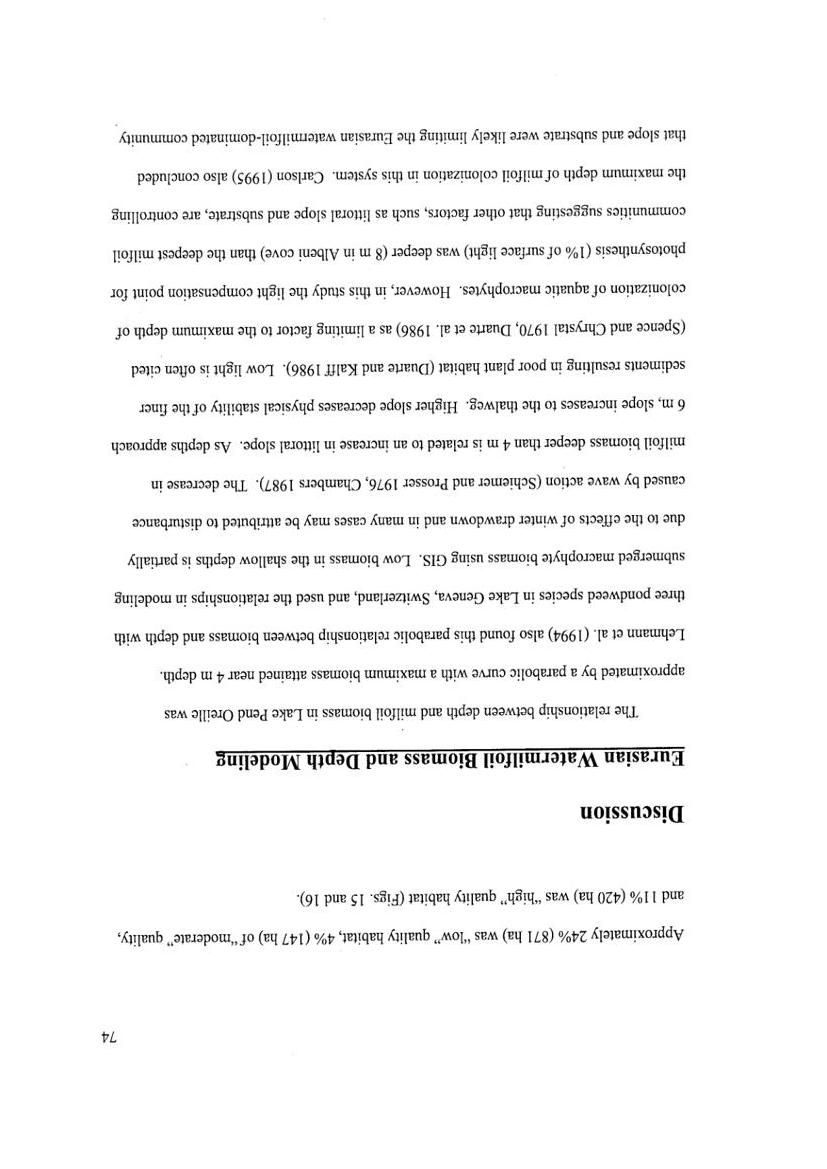 74
Approximately 24% (871 ha) was "low" quality habitat, 4% (147 ha) of "moderate" quality,
and 11% (420 ha) was "high" quality habitat (Figs. 15 and 16).
Discussion
Eurasian Watermilfoil Biomass and Depth Modeling
The relationship between depth and milfoil biomass in Lake Pend Oreille was
approximated by a parabolic curve with a maximum biomass attained near 4 m depth.
Lehmann et al. (1994) also found this parabolic relationship between biomass and depth with
three pondweed species in Lake Geneva, Switzerland, and used the relationships in modeling
submerged macrophyte biomass using GIS. Low biomass in the shallow depths is partially
due to the effects of winter drawdown and in many cases may be attributed to disturbance
caused by wave action (Schiemer and Prosser 1976, Chambers 1987). The decrease in
milfoil biomass deeper than 4 m is related to an increase in littoral slope. As depths approach
6 m, slope increases to the thalweg. Higher slope decreases physical stability of the finer
sediments resulting in poor plant habitat (Duarte and Kalff 1986). Low light is often cited
(Spence and Chrystal 1970, Duarte et al. 1986) as a limiting factor to the maximum depth of
colonization of aquatic macrophytes. However, in this study the light compensation point for
photosynthesis (1% of surface light) was deeper (8 m in Albeni cove) than the deepest milfoil
communities suggesting that other factors, such as littoral slope and substrate, are controlling
the maximum depth of milfoil colonization in this system. Carlson (1995) also concluded
that slope and substrate were likely limiting the Eurasian watermilfoil-dominated community